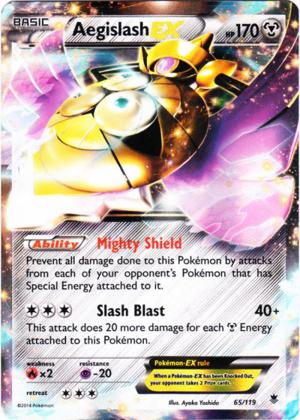 BASIC
Aegislash EX HP170
Ability Mighty Shield
Prevent all damage done to this Pokémon by attacks
from each of your opponent's Pokémon that has
Special Energy attached to it.
Slash Blast 40+
This attack does 20 more damage for each Energy
attached to this Pokémon.
weakness resistance
×2 -20
Pokémon-EX rule
When a Pokémon-EX has been Knocked Out,
your opponent takes 2 Prize cards.
retreat
©2014 Pokémon Illus. Ayaka Yoshida 65/119